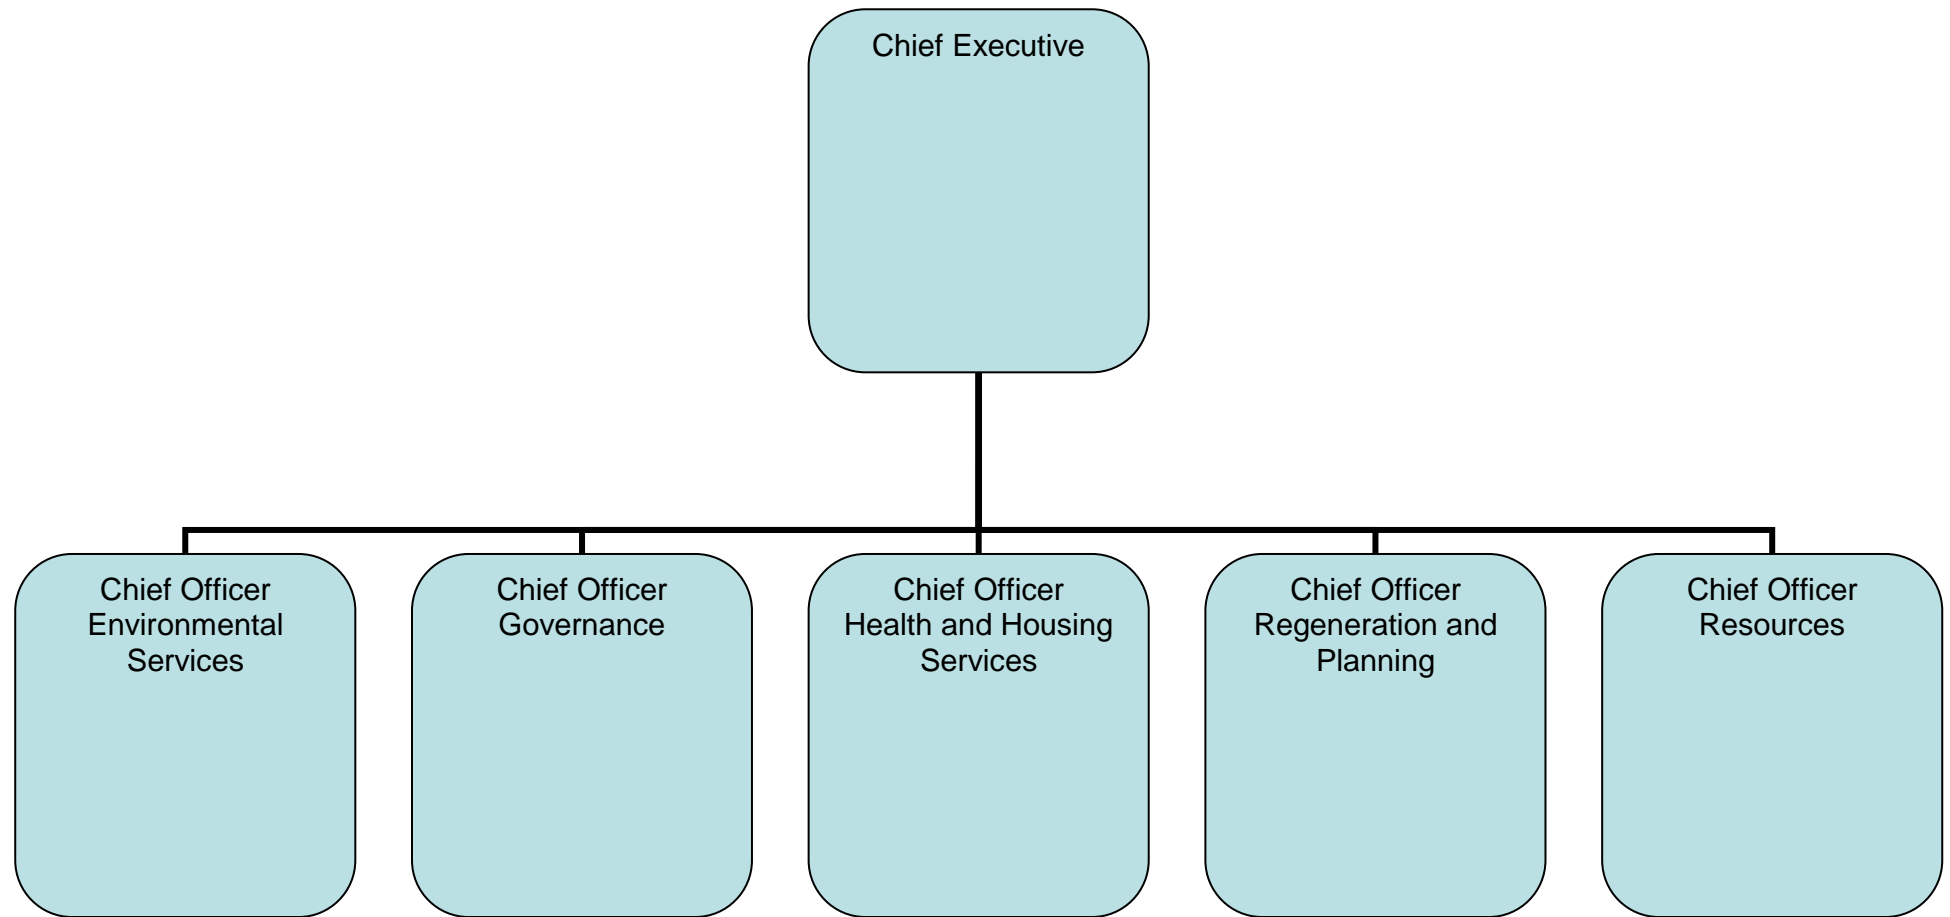 Chief Executive
Chief Officer
Environmental
Services
Chief Officer
Governance
Chief Officer
Health and Housing
Services
Chief Officer
Regeneration and
Planning
Chief Officer
Resources